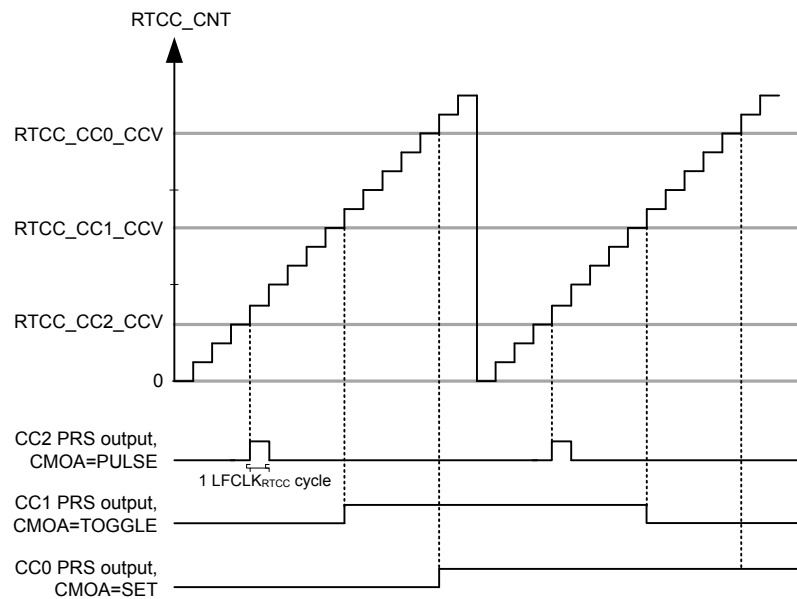 RTCC_CNT
RTCC_CC0_CCV
RTCC_CC1_CCV
RTCC_CC2_CCV
0
CC2 PRS output,
CMOA=PULSE
1 LFCLKRTCC cycle
CC1 PRS output,
CMOA=TOGGLE
CC0 PRS output,
CMOA=SET